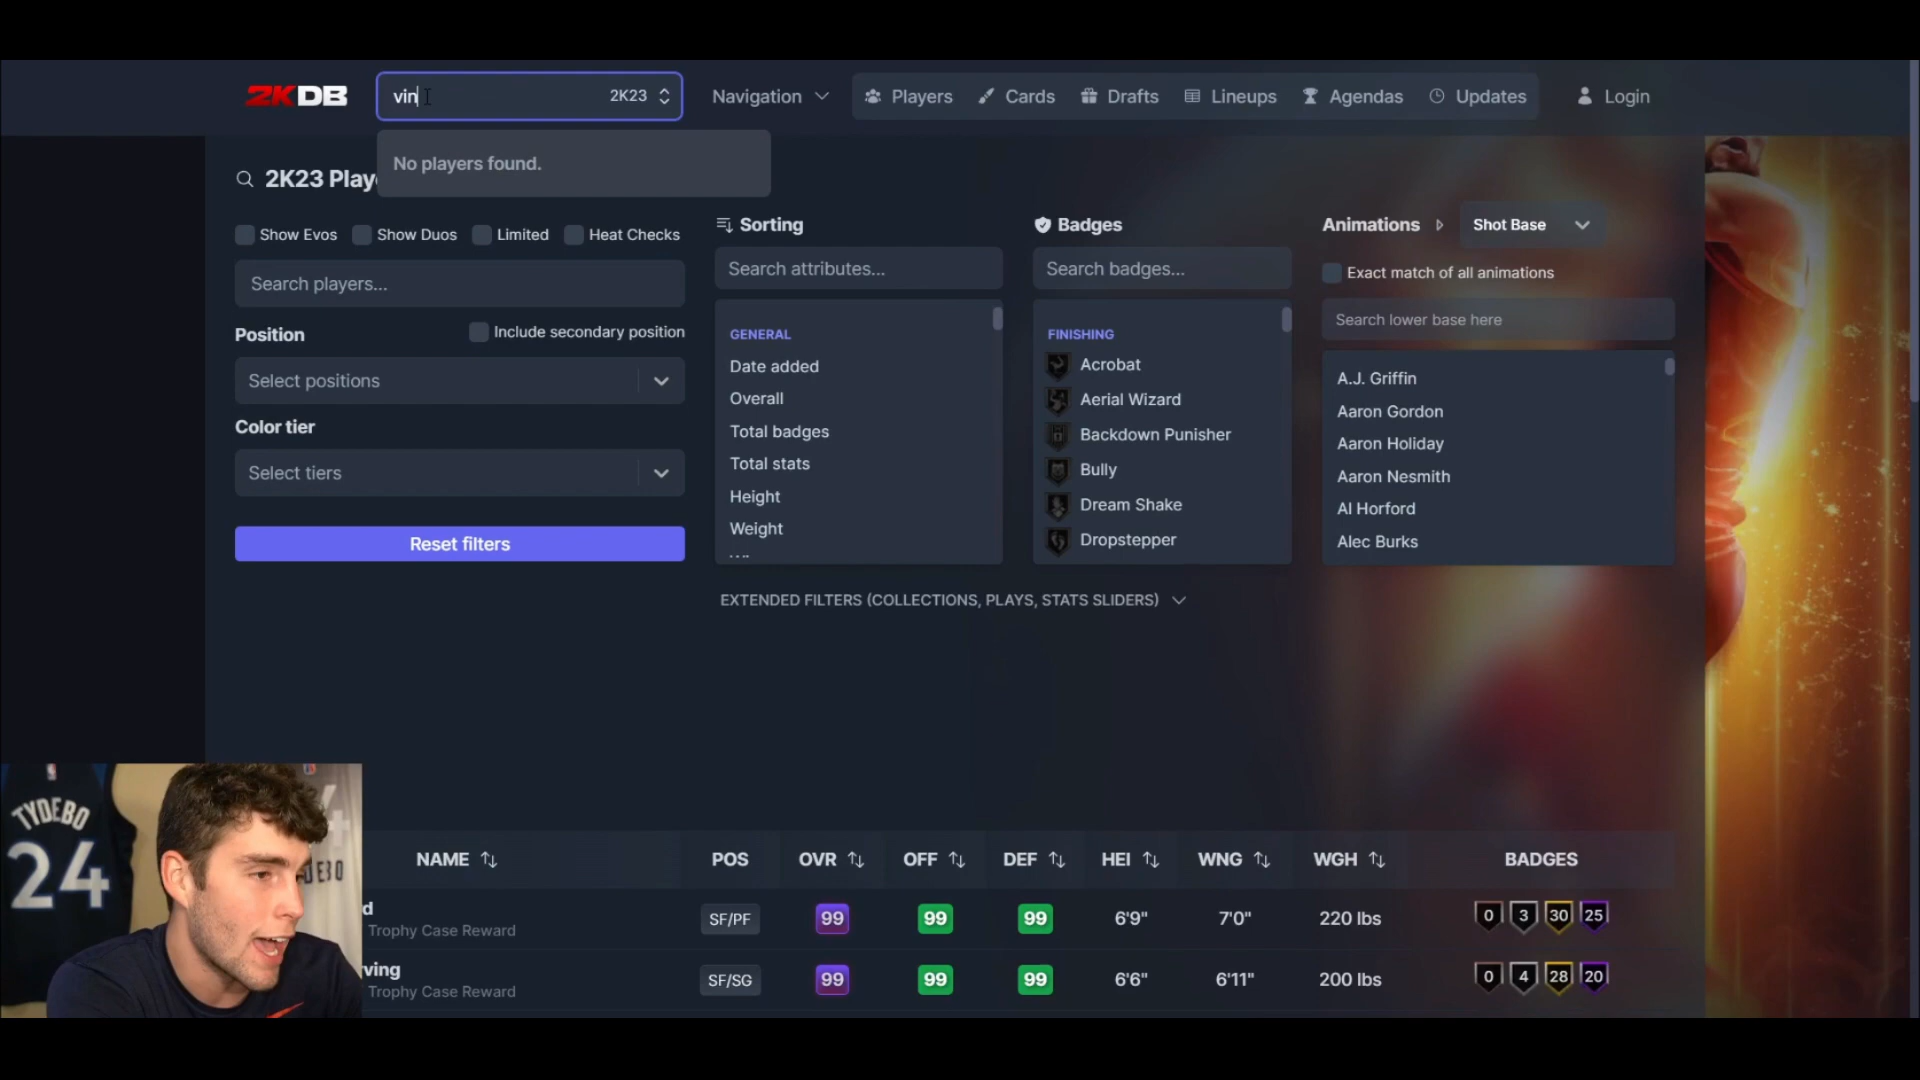 2KDB
vin
2K23
Navigation
Players
Cards
Drafts
Lineups
Agendas
Updates
Login
No players found.
2K23 Play
Show Evos
Show Duos
Limited
Heat Checks
Search players...
Position
Include secondary position
Select positions
Color tier
Select tiers
Reset filters
Sorting
Search attributes...
GENERAL
Date added
Overall
Total badges
Total stats
Height
Weight
Badges
Search badges...
FINISHING
Acrobat
Aerial Wizard
Backdown Punisher
Bully
Dream Shake
Dropstepper
Animations
Shot Base
Exact match of all animations
Search lower base here
A.J. Griffin
Aaron Gordon
Aaron Holiday
Aaron Nesmith
Al Horford
Alec Burks
EXTENDED FILTERS (COLLECTIONS, PLAYS, STATS SLIDERS)
NAME POS OVR OFF DEF HEI WNG WGH BADGES
d
Trophy Case Reward
SF/PF 99 99 99 6'9" 7'0" 220 lbs 0 3 30 25
ving
Trophy Case Reward
SF/SG 99 99 99 6'6" 6'11" 200 lbs 0 4 28 20
TYDEBO
24
4
DEBO